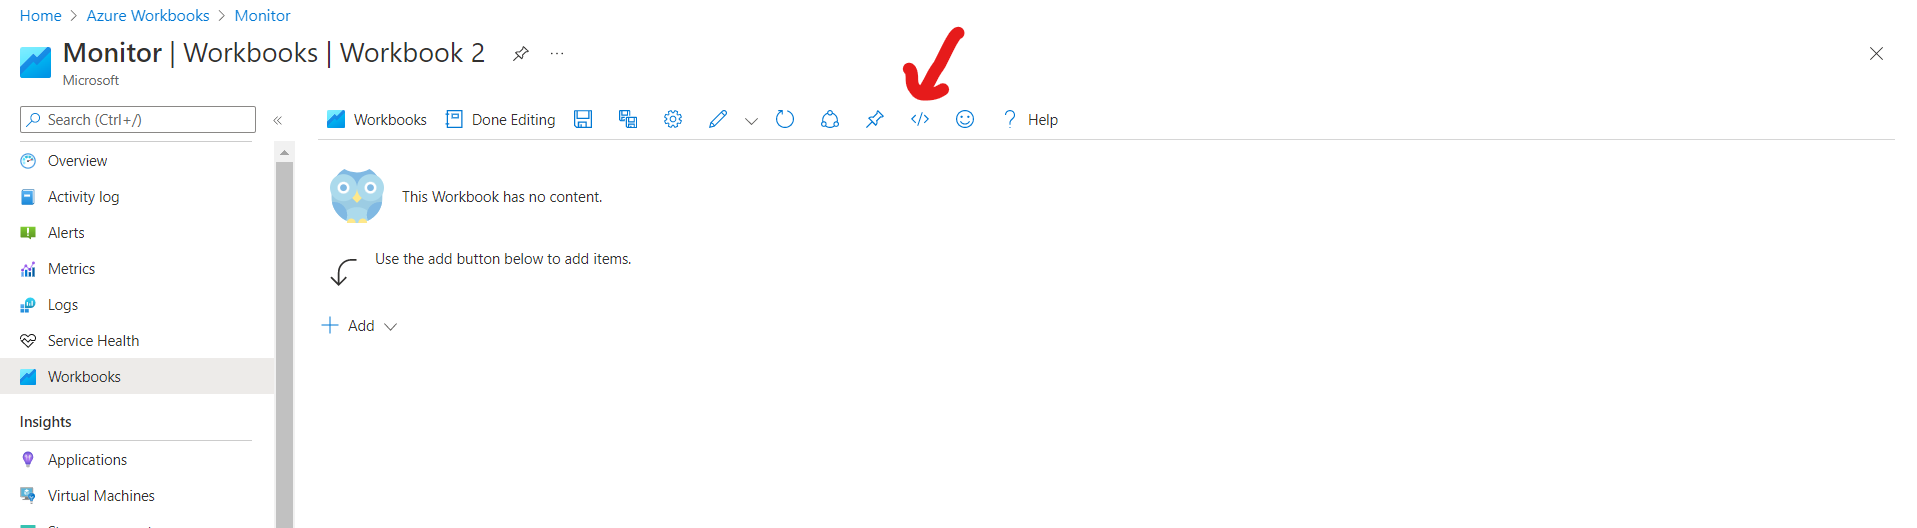 Home > Azure Workbooks > Monitor
Monitor | Workbooks | Workbook 2
...
Microsoft
Search (Ctrl+/)
«
Workbooks
Done Editing
</>
? Help
Overview
Activity log
Alerts
Metrics
Logs
Service Health
Workbooks
Insights
Applications
Virtual Machines
This Workbook has no content.
Use the add button below to add items.
+ Add